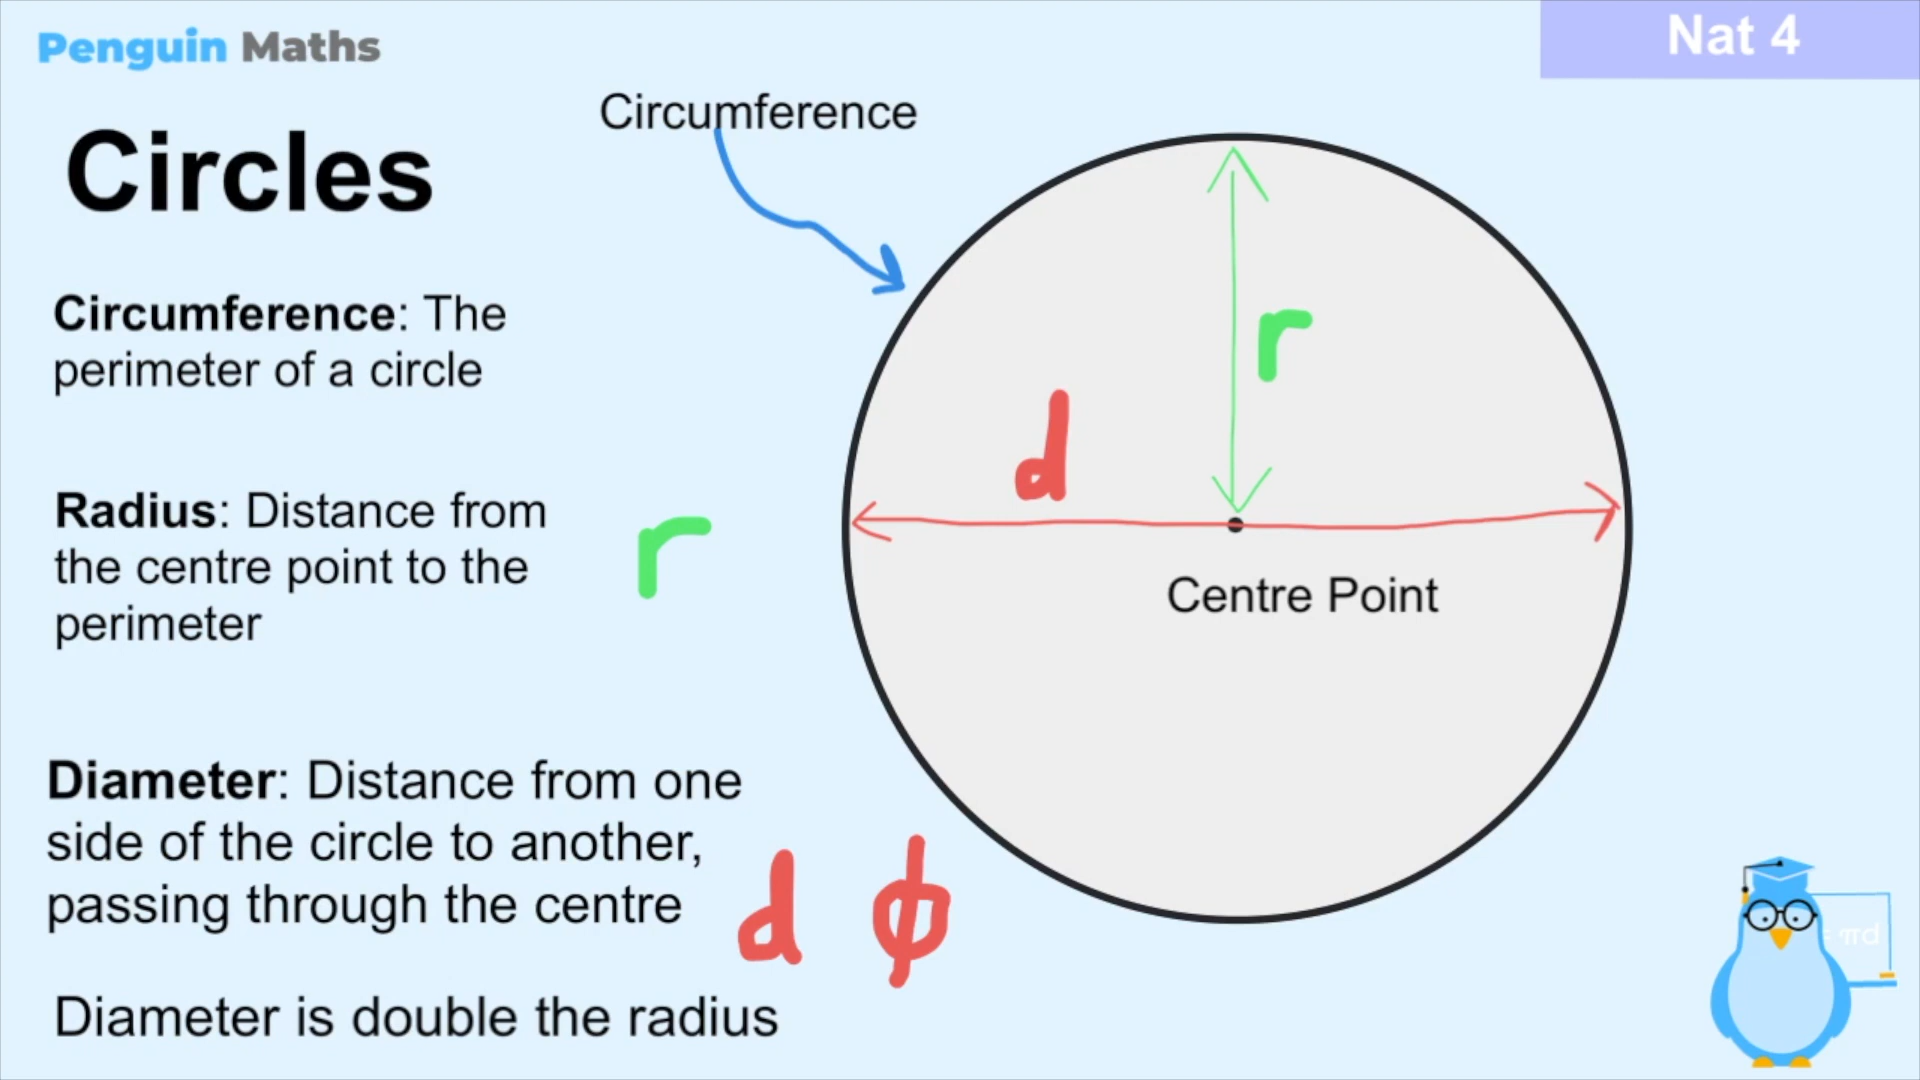 Penguin Maths
Nat 4
Circles
Circumference
Circumference: The
perimeter of a circle
Radius: Distance from
the centre point to the
perimeter
r
Diameter: Distance from one
side of the circle to another,
passing through the centre
d ϕ
Diameter is double the radius
r
d
Centre Point
= πd